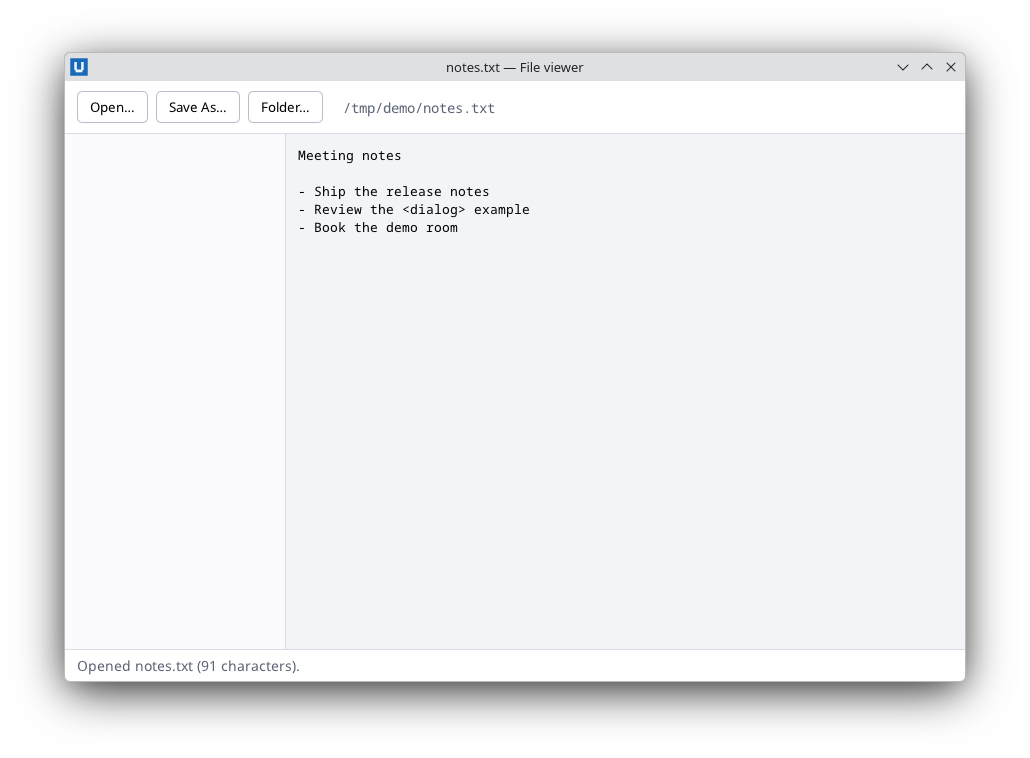 notes.txt — File viewer
Open... Save As... Folder... /tmp/demo/notes.txt
Meeting notes
- Ship the release notes
- Review the <dialog> example
- Book the demo room
Opened notes.txt (91 characters).